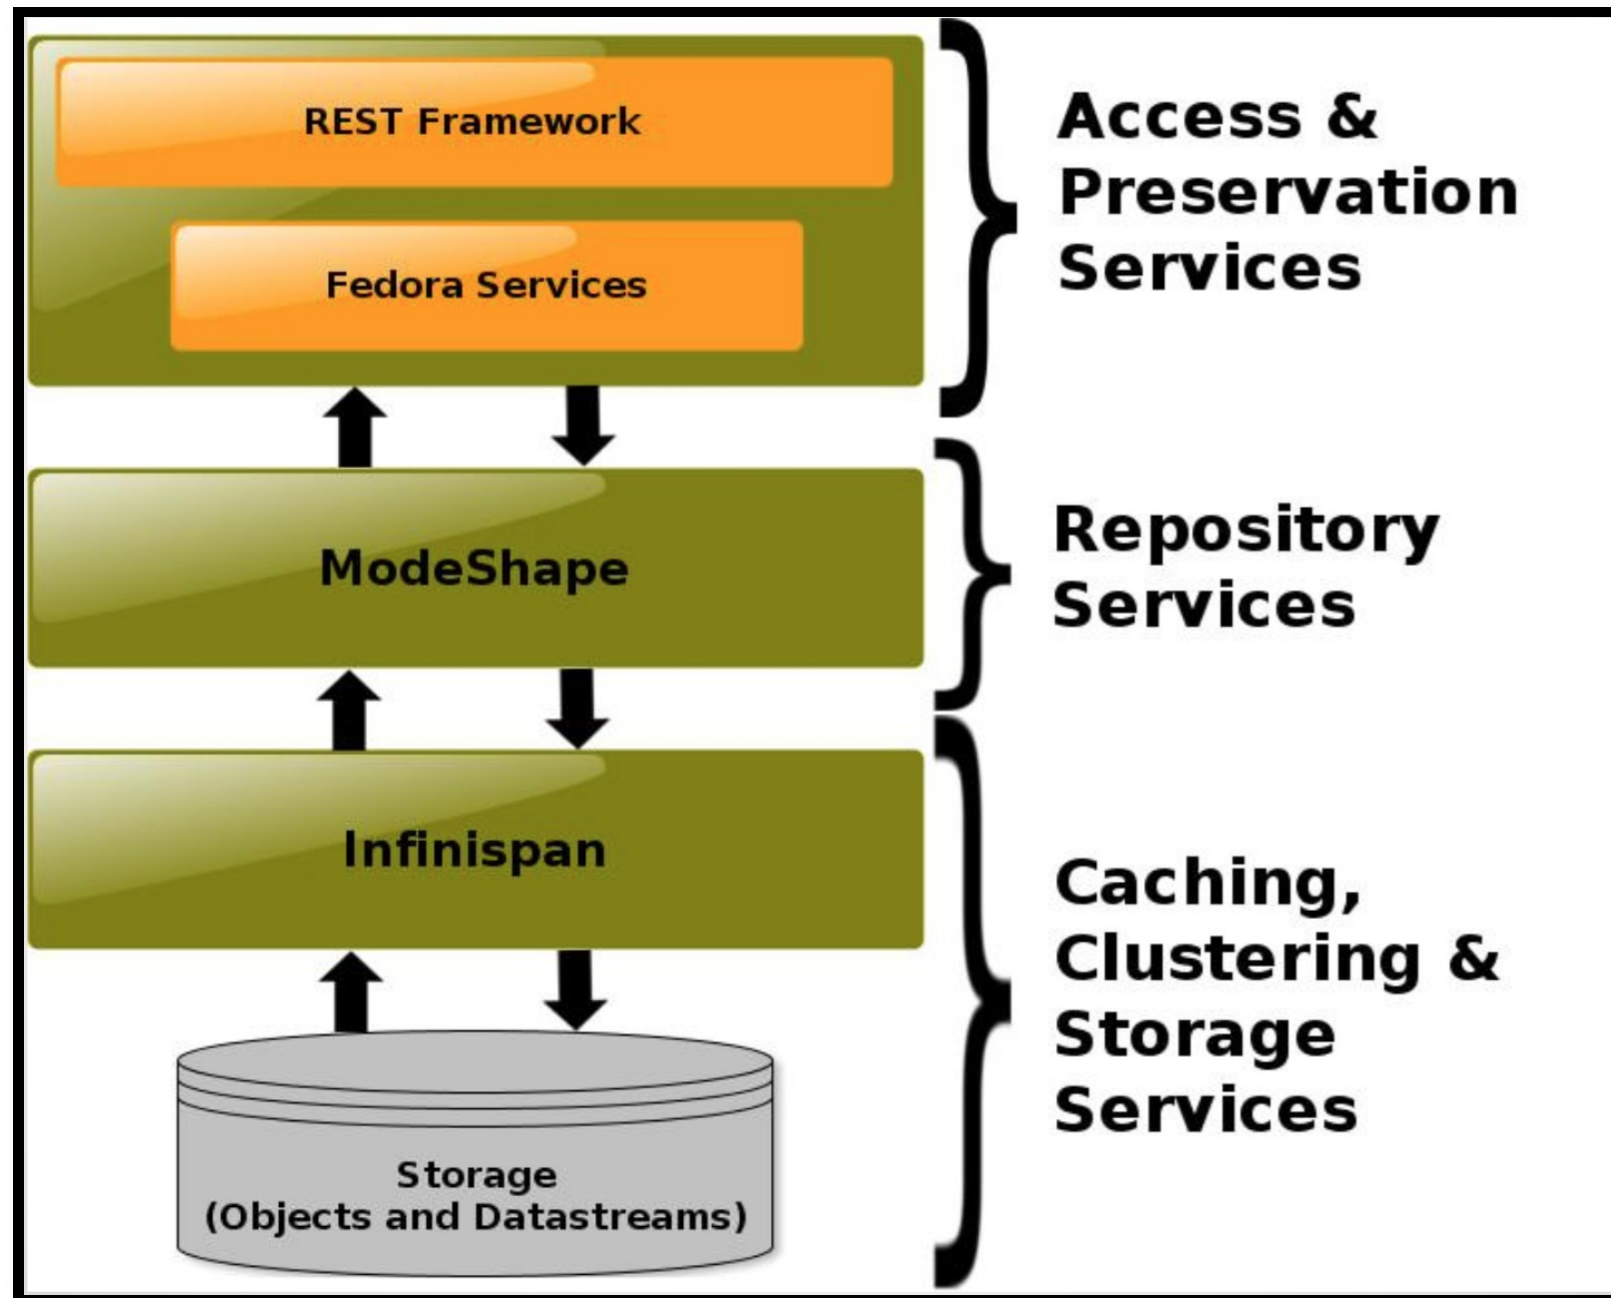 REST Framework
Fedora Services
Access &
Preservation
Services
ModeShape
Repository
Services
Infinispan
Storage
(Objects and Datastreams)
Caching,
Clustering &
Storage
Services